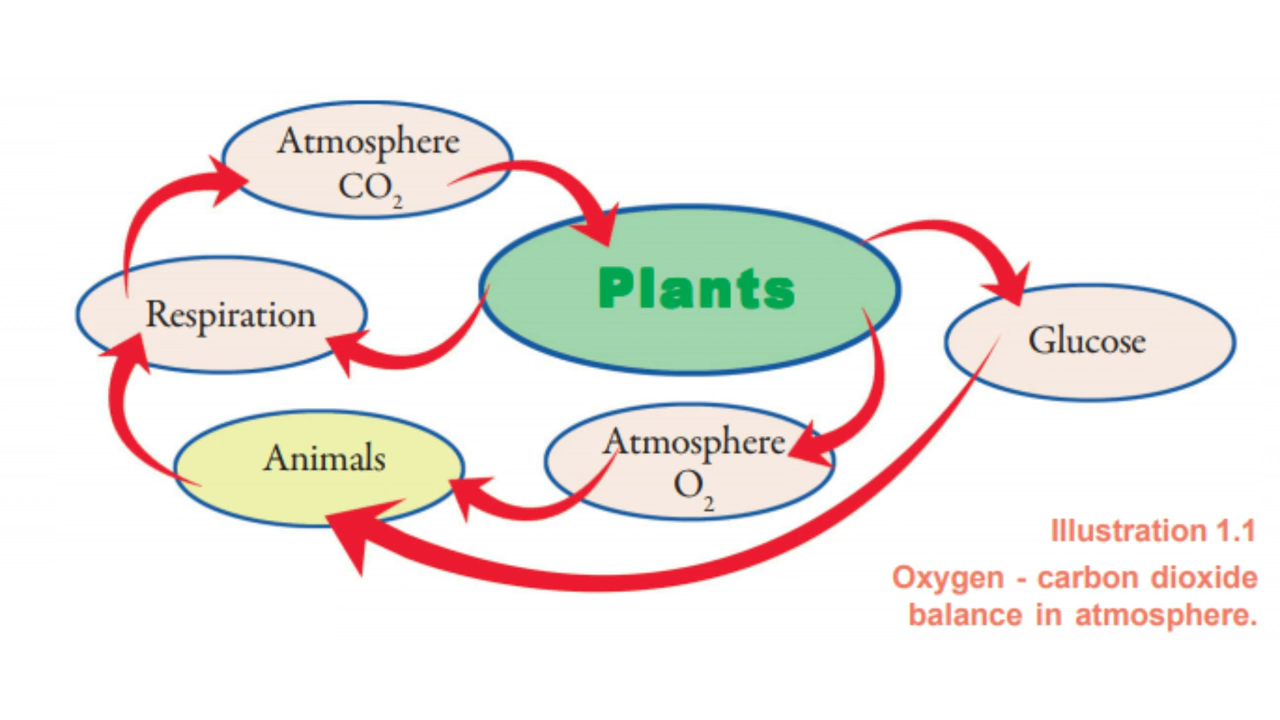 Atmosphere
CO₂
Plants
Respiration
Glucose
Animals
Atmosphere
O₂
Illustration 1.1
Oxygen - carbon dioxide
balance in atmosphere.